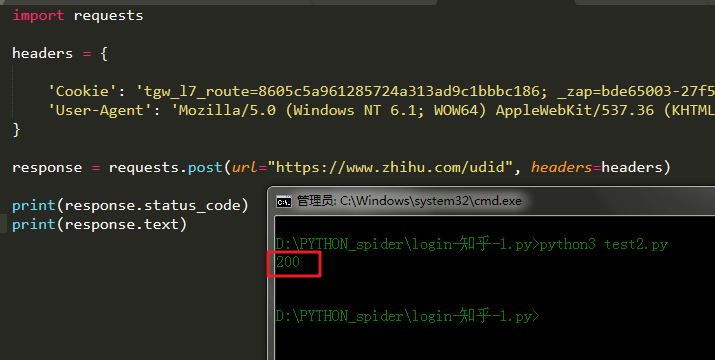 import requests
headers = {
'Cookie': 'tgw_l7_route=8605c5a961285724a313ad9c1bbbc186; _zap=bde65003-27f5
'User-Agent': 'Mozilla/5.0 (Windows NT 6.1; WOW64) AppleWebKit/537.36 (KHTML
}
response = requests.post(url="https://www.zhihu.com/udid", headers=headers)
print(response.status_code)
print(response.text)
管理员: C:\Windows\system32\cmd.exe
D:\PYTHON_spider\login-知乎-1.py>python3 test2.py
200
D:\PYTHON_spider\login-知乎-1.py>